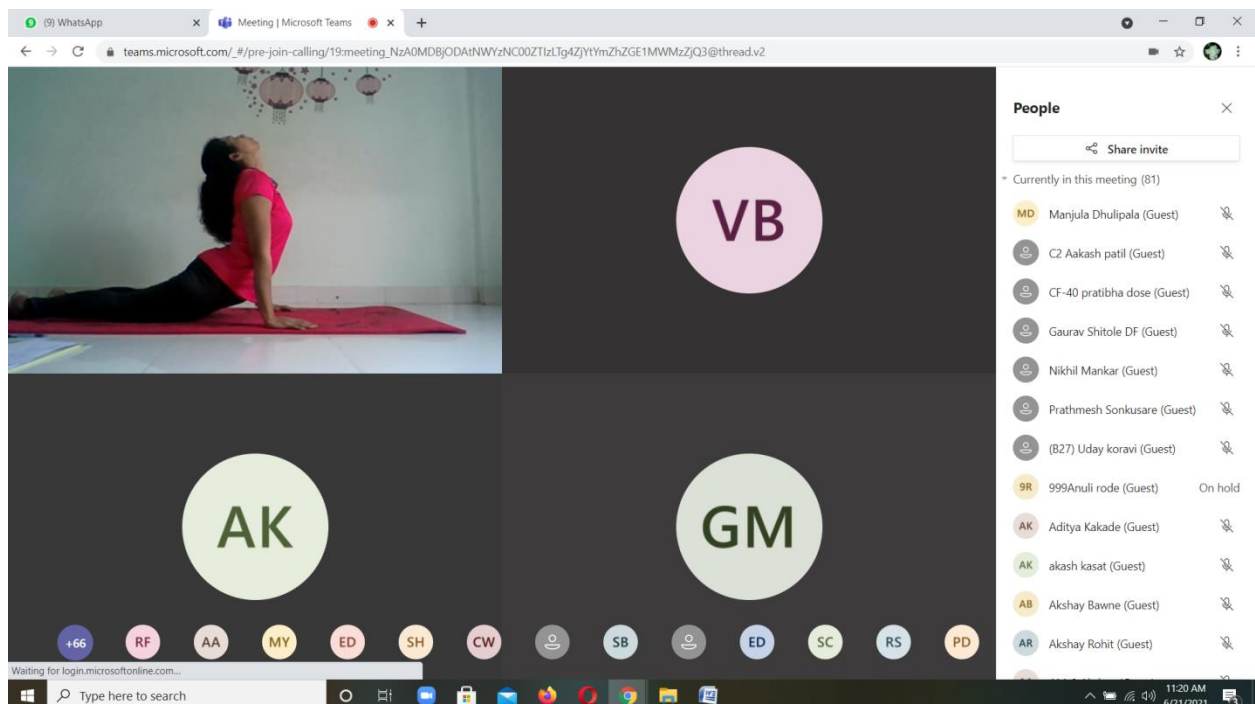 (9) WhatsApp
Meeting | Microsoft Teams
teams.microsoft.com/_#/pre-join-calling/19:meeting_NzA0MDBjODAtNWYzNC00ZTIzLTg4ZjYtYmZhZGE1MWMzZjQ3@thread.v2
VB
AK
GM
+66
RF
AA
MY
ED
SH
CW
SB
ED
SC
RS
PD
Waiting for login.microsoftonline.com...
People
Share invite
Currently in this meeting (81)
MD Manjula Dhulipala (Guest)
C2 Aakash patil (Guest)
CF-40 pratibha dose (Guest)
Gaurav Shitole DF (Guest)
Nikhil Mankar (Guest)
Prathmesh Sonkusare (Guest)
(B27) Uday koravi (Guest)
9R 999Anuli rode (Guest) On hold
AK Aditya Kakade (Guest)
AK akash kasat (Guest)
AB Akshay Bawne (Guest)
AR Akshay Rohit (Guest)
Type here to search
11:20 AM
6/21/2021